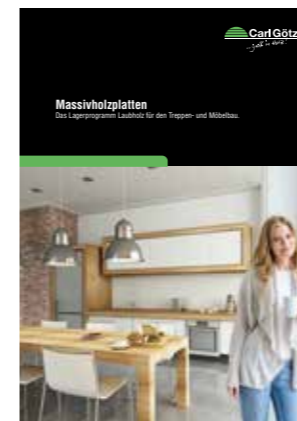 Carl Götz
Massivholzplatten
Das Lagerprogramm Laubholz für den Treppen- und Möbelbau.